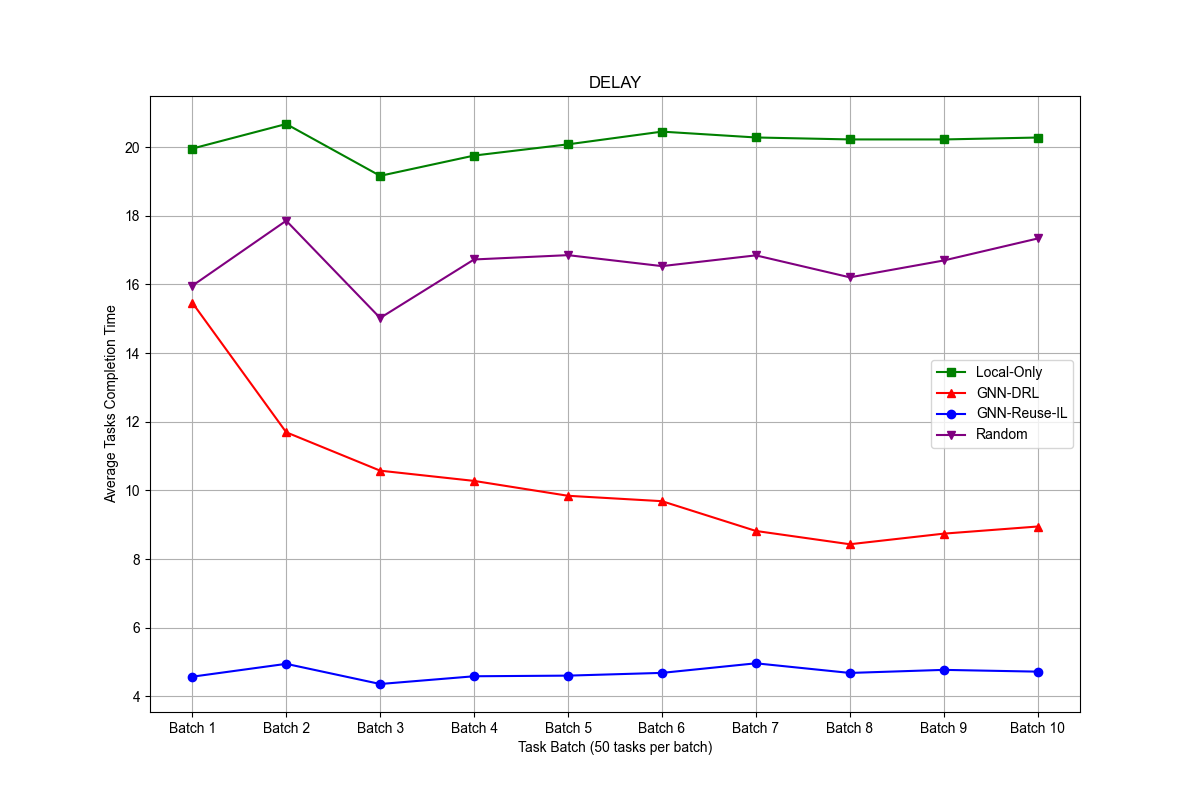 DELAY
Average Tasks Completion Time
20
18
16
14
12
10
8
6
4
Local-Only
GNN-DRL
GNN-Reuse-IL
Random
Batch 1 Batch 2 Batch 3 Batch 4 Batch 5 Batch 6 Batch 7 Batch 8 Batch 9 Batch 10
Task Batch (50 tasks per batch)